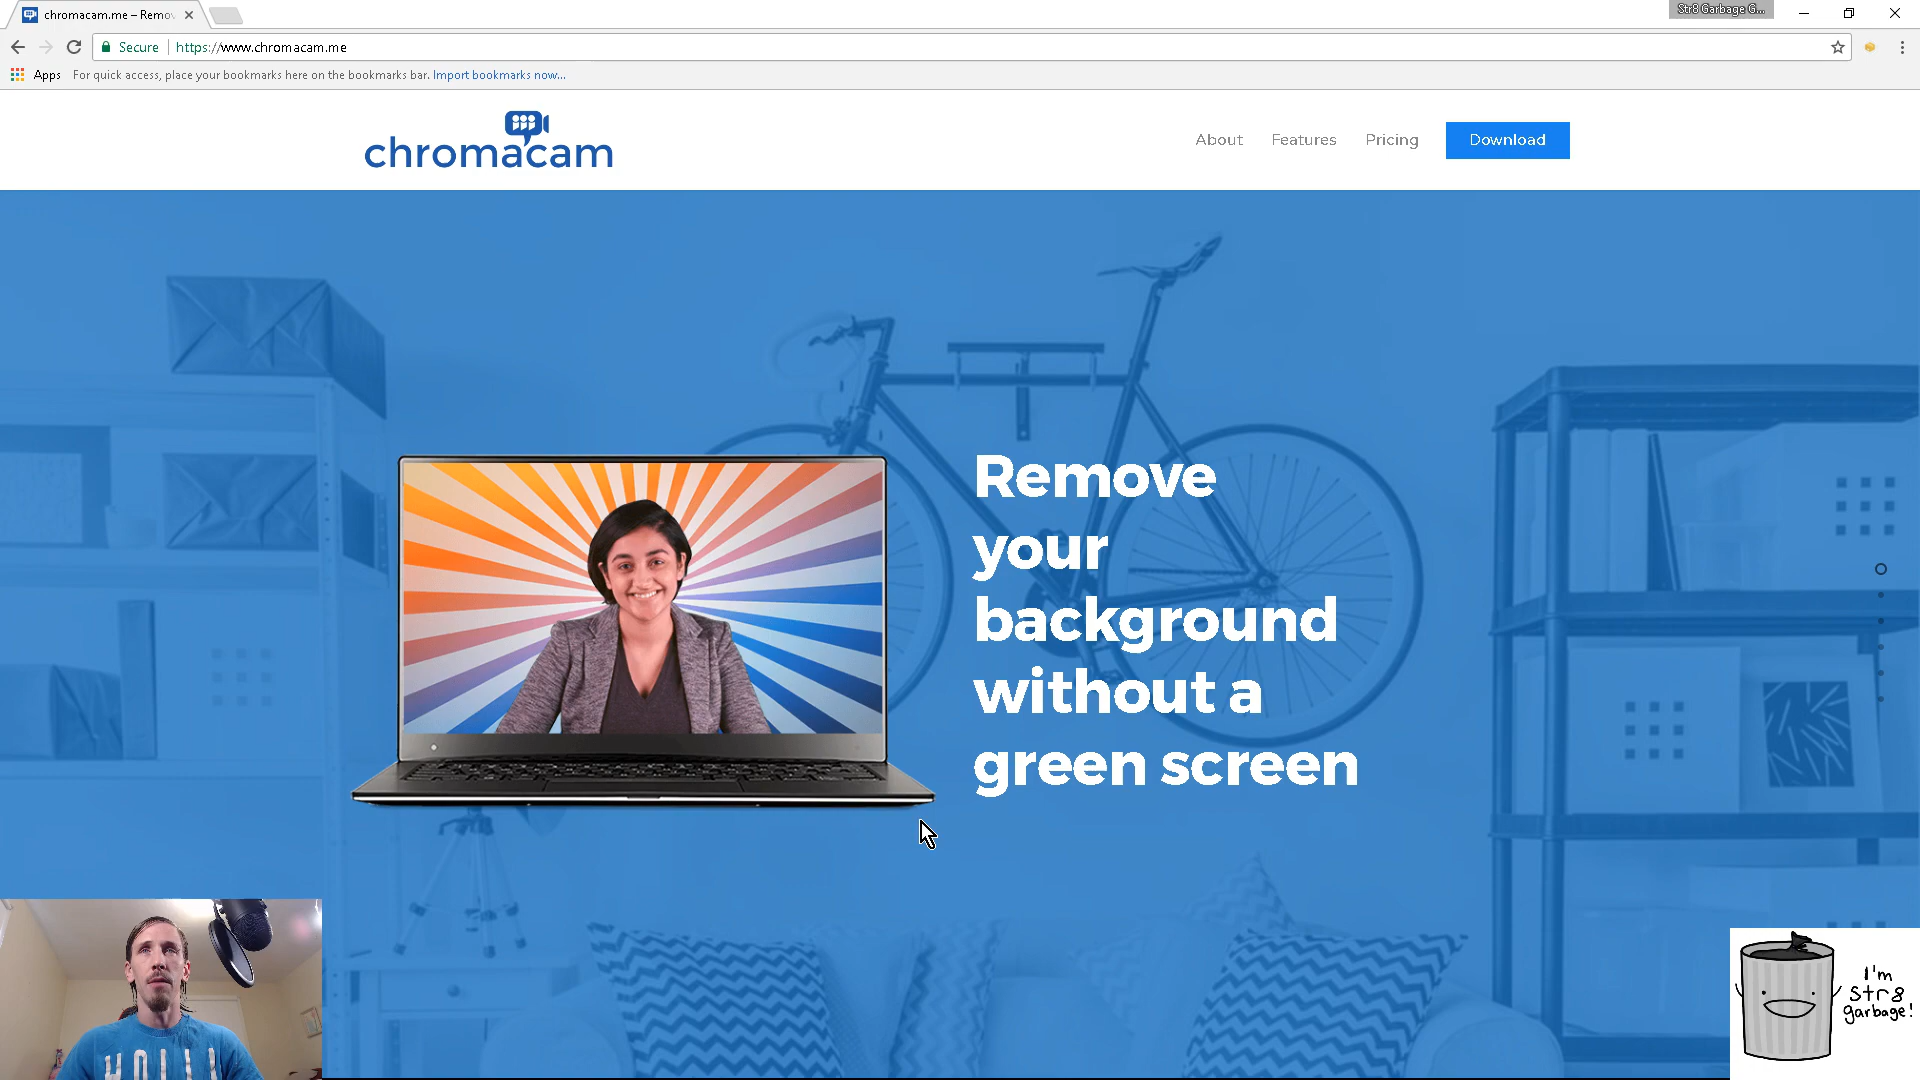 chromacam.me – Remo
Str8 Garbage G...
Secure
https://www.chromacam.me
Apps
For quick access, place your bookmarks here on the bookmarks bar. Import bookmarks now...
chromacam
About
Features
Pricing
Download
Remove
your
background
without a
green screen
I'm
str8
garbage!